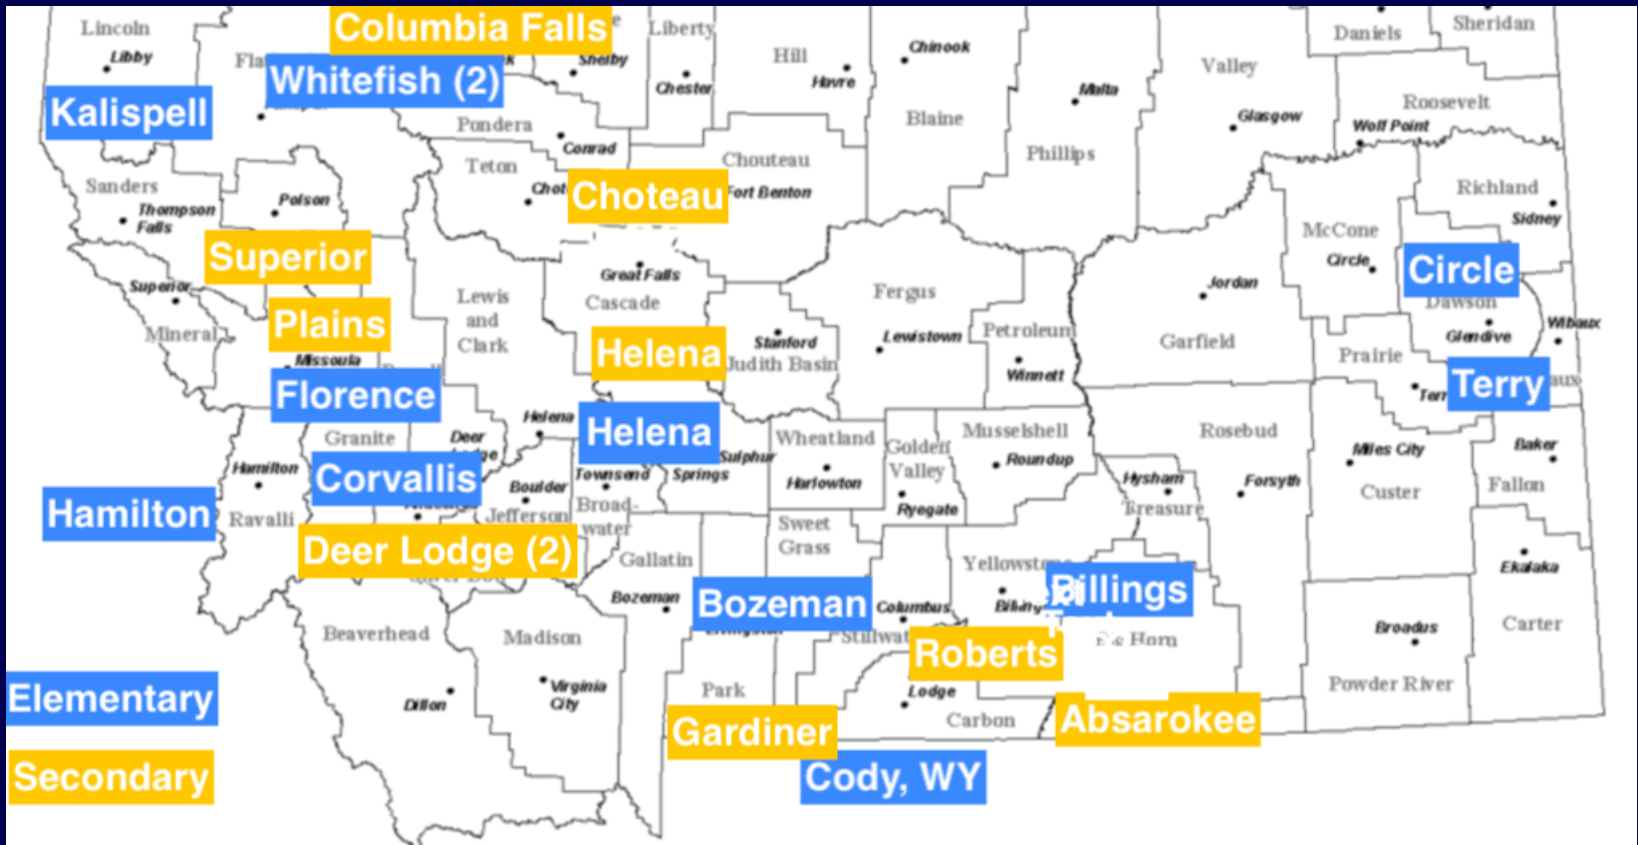 Columbia Falls
Lincoln
Liberty
Daniels
Sheridan
Libby
Shelby
Hill
Chinook
Valley
Whitefish (2)
Chester
Havre
Malta
Kalispell
Roosevelt
Pondera
Blaine
Glasgow
Wolf Point
Conrad
Chouteau
Phillips
Teton
Sanders
Choteau
Fort Benton
Richland
Polson
Thompson
Falls
Sidney
McCone
Superior
Circle
Circle
Great Falls
Jordan
Superior
Lewis
and
Clark
Cascade
Fergus
Dawson
Plains
Mineral
Stanford
Lewistown
Petroleum
Garfield
Glendive
Wibaux
Helena
Missoula
Judith Basin
Winnett
Prairie
Florence
Terry
Helena
Helena
Granite
Deer
Wheatland
Golden
Valley
Musselshell
Rosebud
Sulphur
Springs
Hamilton
Corvallis
Townsend
Harlowton
Roundup
Miles City
Baker
Boulder
Ryegate
Hysham
Forsyth
Custer
Fallon
Hamilton
Ravalli
Jefferson
Broad-
water
Sweet
Grass
Treasure
Deer Lodge (2)
Gallatin
Yellowstone
Ekalaka
Bozeman
Bozeman
Columbus
Billings
Beaverhead
Madison
Broadus
Carter
Roberts
Elementary
Virginia
City
Dillon
Park
Lodge
Powder River
Gardiner
Carbon
Absarokee
Secondary
Cody, WY